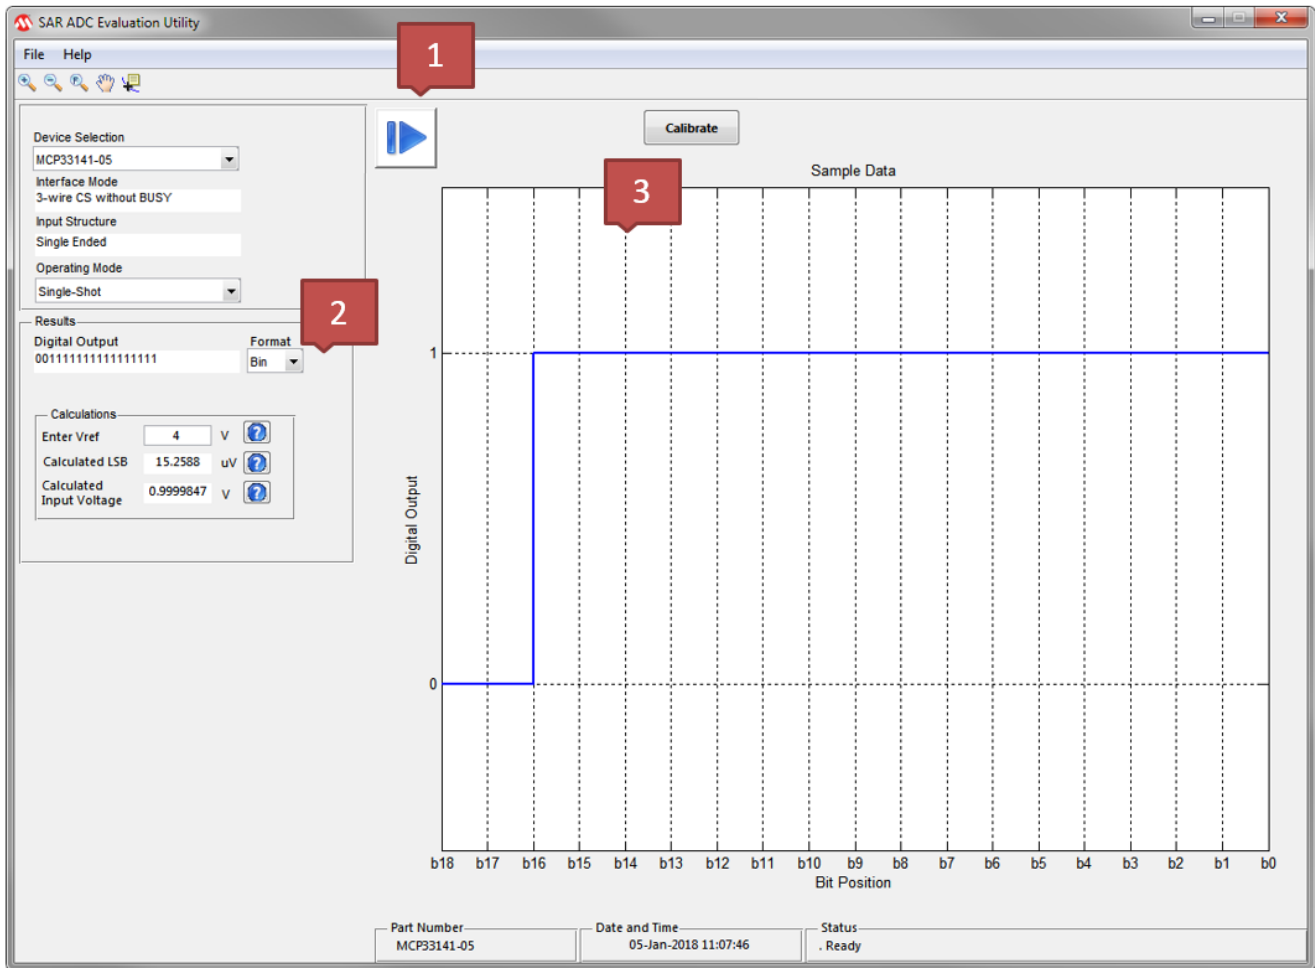 SAR ADC Evaluation Utility
File Help
1
Device Selection
MCP33141-05
Interface Mode
3-wire CS without BUSY
Input Structure
Single Ended
Operating Mode
Single-Shot
2
Results
Digital Output Format
001111111111111111 Bin
Calculations
Enter Vref 4 V
Calculated LSB 15.2588 uV
Calculated
Input Voltage 0.9999847 V
Calibrate
Sample Data
3
1
Digital Output
0
b18 b17 b16 b15 b14 b13 b12 b11 b10 b9 b8 b7 b6 b5 b4 b3 b2 b1 b0
Bit Position
Part Number
MCP33141-05
Date and Time
05-Jan-2018 11:07:46
Status
. Ready